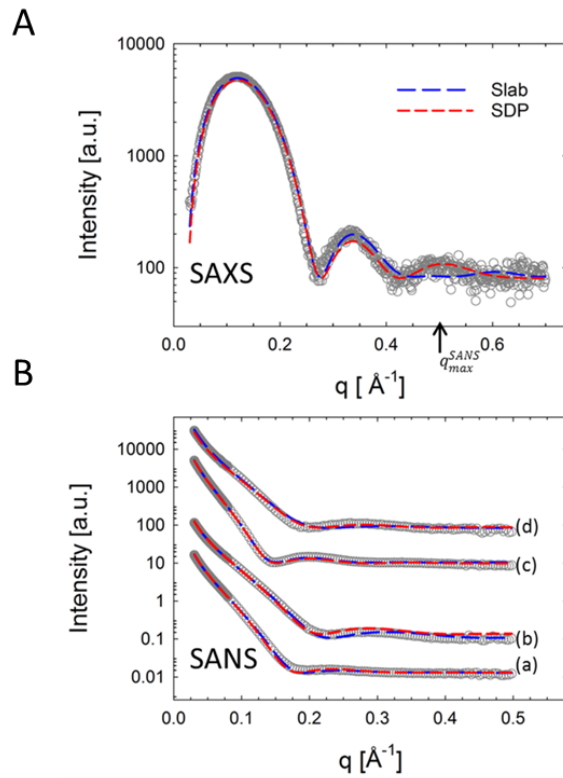 A
10000
1000
100
Intensity [a.u.]
Slab
SDP
SAXS
0.0 0.2 0.4 0.6
q [ Å⁻¹]
q_max^SANS
B
10000
1000
100
10
1
0.1
0.01
Intensity [a.u.]
(d)
(c)
(b)
(a)
SANS
0.0 0.1 0.2 0.3 0.4 0.5
q [Å⁻¹]